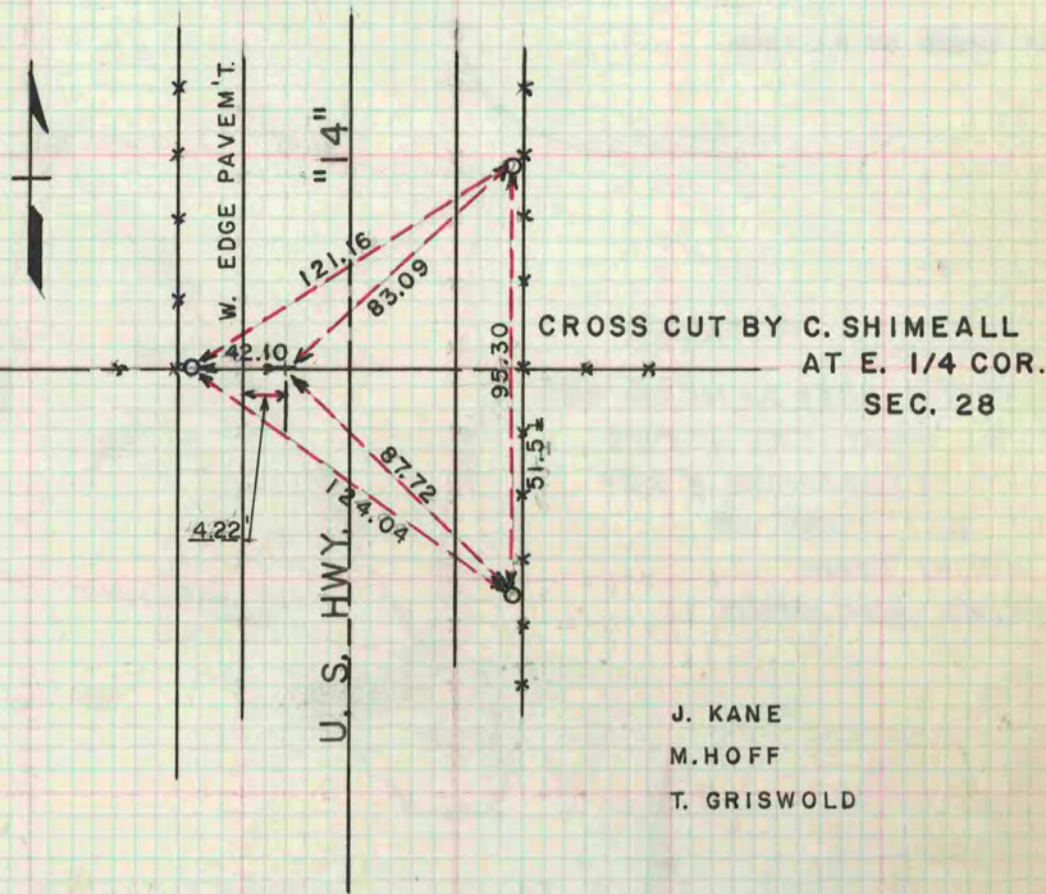 W. EDGE PAVEM'T.
U. S. HWY. "14"
121.16
83.09
42.10
95.30
CROSS CUT BY C. SHIMEALL
AT E. 1/4 COR.
SEC. 28
87.72
51.5±
124.04
4.22'
J. KANE
M. HOFF
T. GRISWOLD